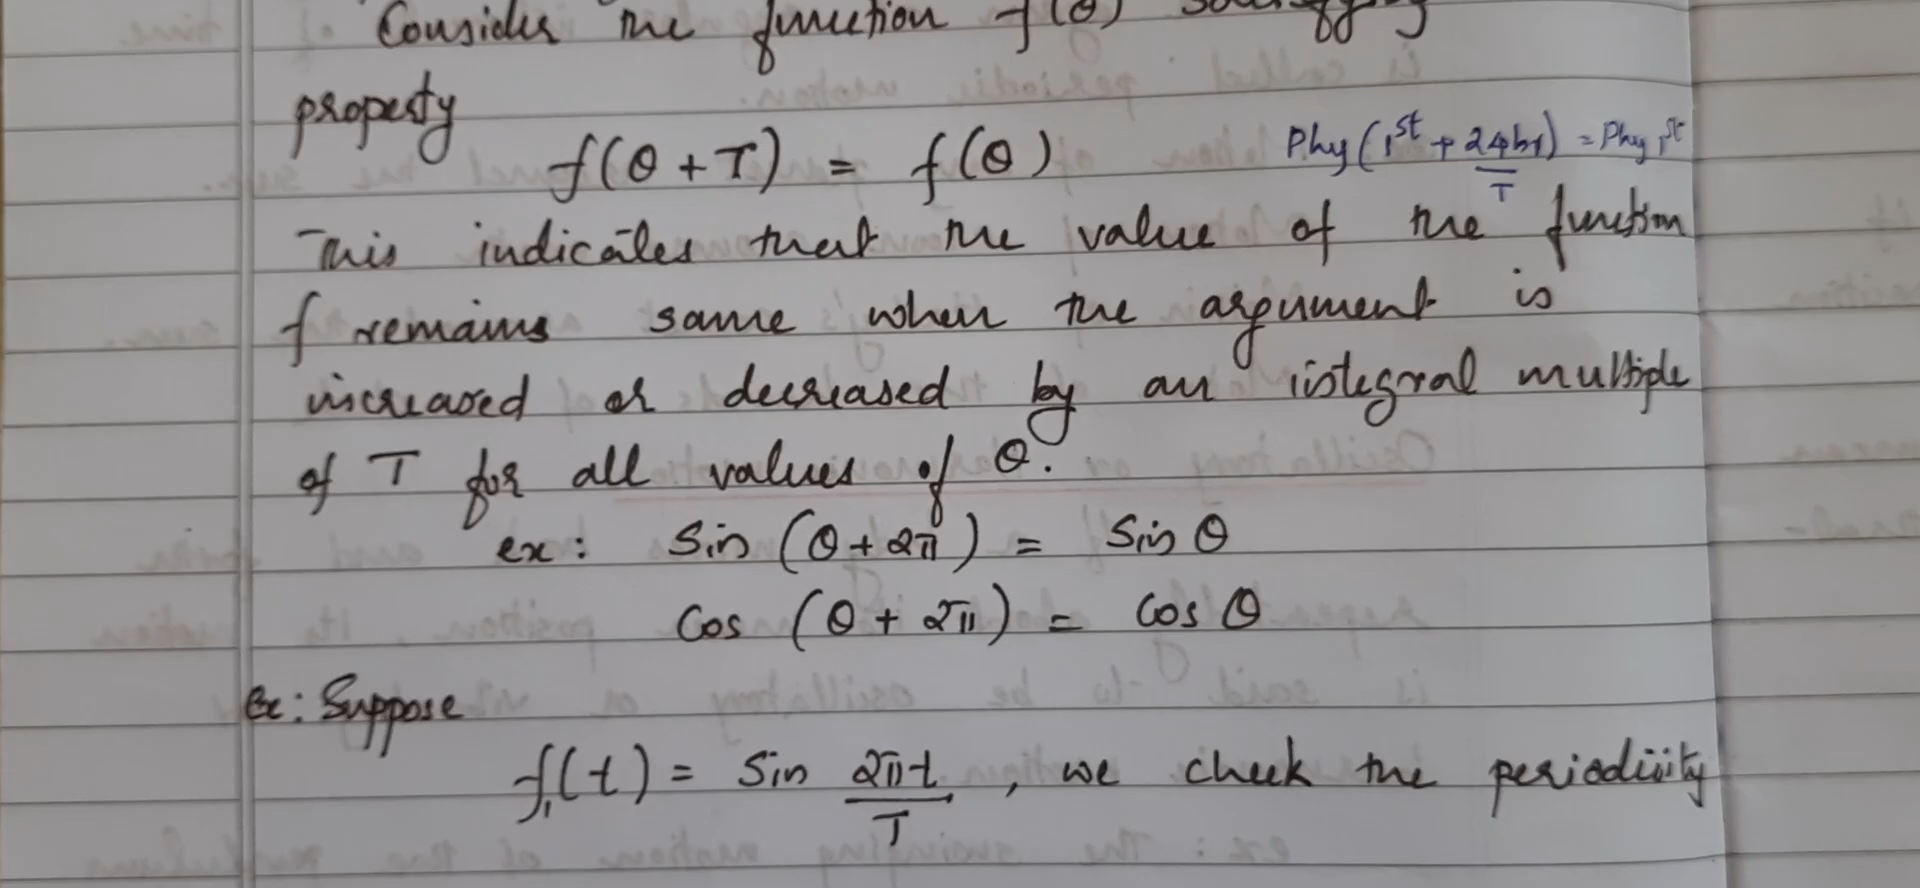 Consider the function f(θ) satisfying
property
f(θ + T) = f(θ)
Phy (1st + 24hr) = Phy 1st
T
This indicates that the value of the function
f remains same when the argument is
increased or decreased by an integral multiple
of T for all values of θ.
ex: Sin (θ + 2π) = Sin θ
Cos (θ + 2π) = Cos θ
Ex: Suppose
f₁(t) = Sin 2πt/T, we check the periodicity